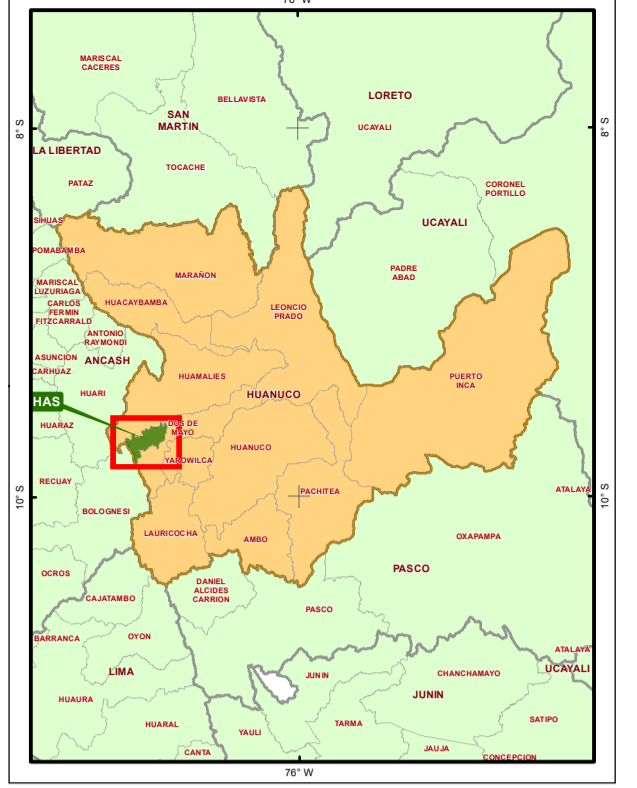 MARISCAL
CACERES
BELLAVISTA
LORETO
SAN
MARTIN
UCAYALI
8° S
8° S
LA LIBERTAD
TOCACHE
PATAZ
CORONEL
PORTILLO
SIHUAS
UCAYALI
POMABAMBA
PADRE
ABAD
MARAÑON
MARISCAL
LUZURIAGA
HUACAYBAMBA
CARLOS
FERMIN
FITZCARRALD
LEONCIO
PRADO
ANTONIO
RAYMONDI
ASUNCION
ANCASH
CARHUAZ
HUAMALIES
PUERTO
INCA
HUARI
HUANUCO
HAS
HUARAZ
DOS DE
MAYO
HUANUCO
YAROWILCA
RECUAY
PACHITEA
ATALAYA
10° S
10° S
BOLOGNESI
LAURICOCHA
AMBO
OXAPAMPA
PASCO
OCROS
DANIEL
ALCIDES
CARRION
CAJATAMBO
PASCO
BARRANCA
OYON
ATALAYA
UCAYALI
LIMA
JUNIN
CHANCHAMAYO
JUNIN
HUAURA
SATIPO
HUARAL
TARMA
YAULI
JAUJA
CANTA
CONCEPCION
76° W